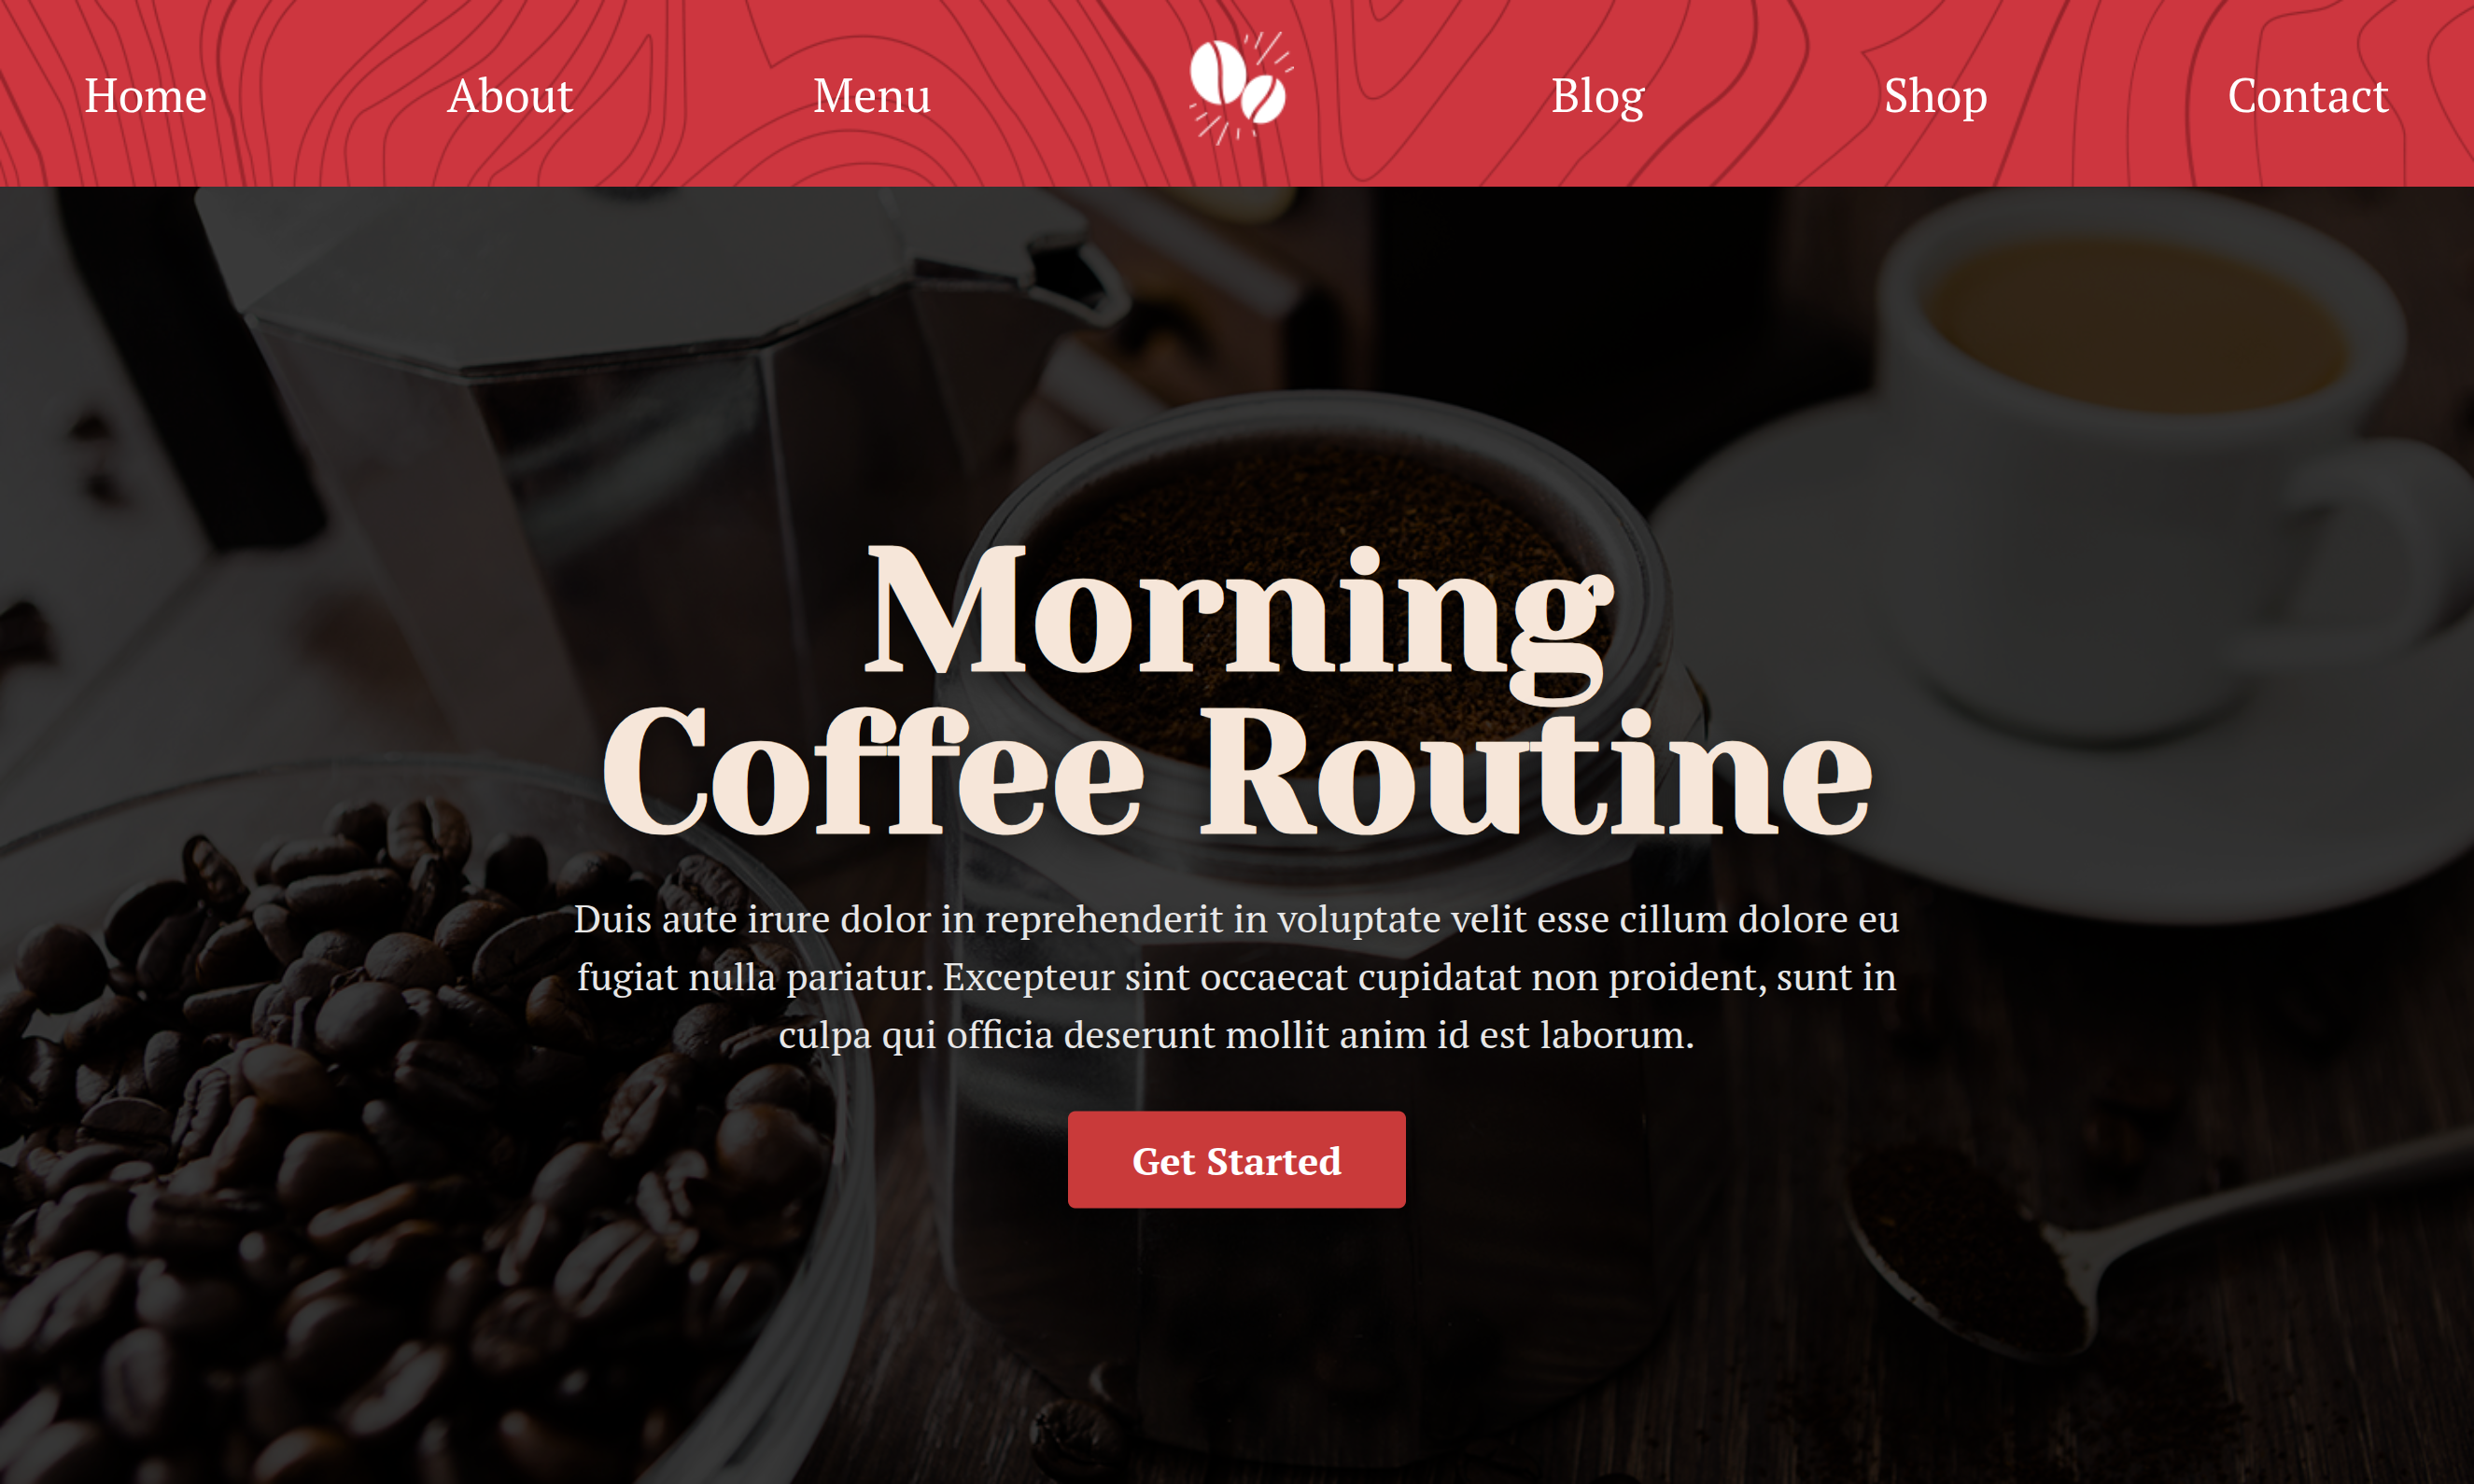 Home About Menu Blog Shop Contact
Morning
Coffee Routine
Duis aute irure dolor in reprehenderit in voluptate velit esse cillum dolore eu
fugiat nulla pariatur. Excepteur sint occaecat cupidatat non proident, sunt in
culpa qui officia deserunt mollit anim id est laborum.
Get Started